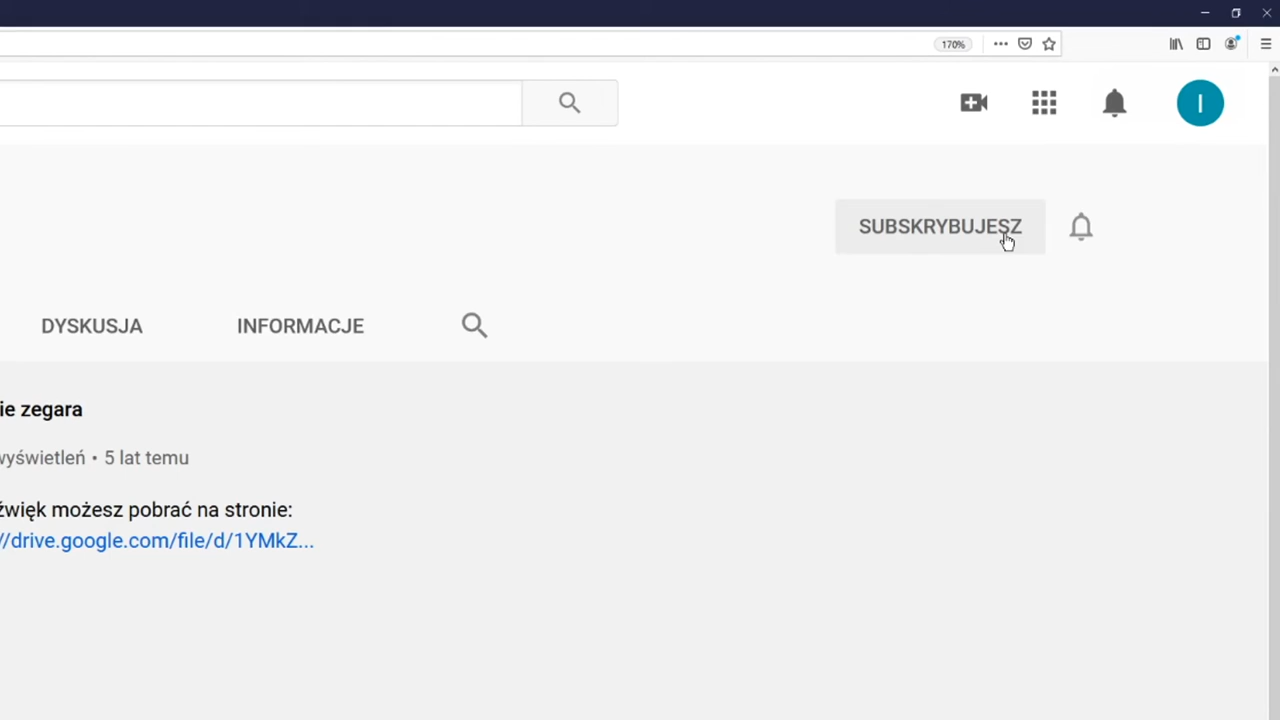 170%
I
SUBSKRYBUJESZ
DYSKUSJA INFORMACJE
ie zegara
wyświetleń • 5 lat temu
źwięk możesz pobrać na stronie:
//drive.google.com/file/d/1YMkZ...